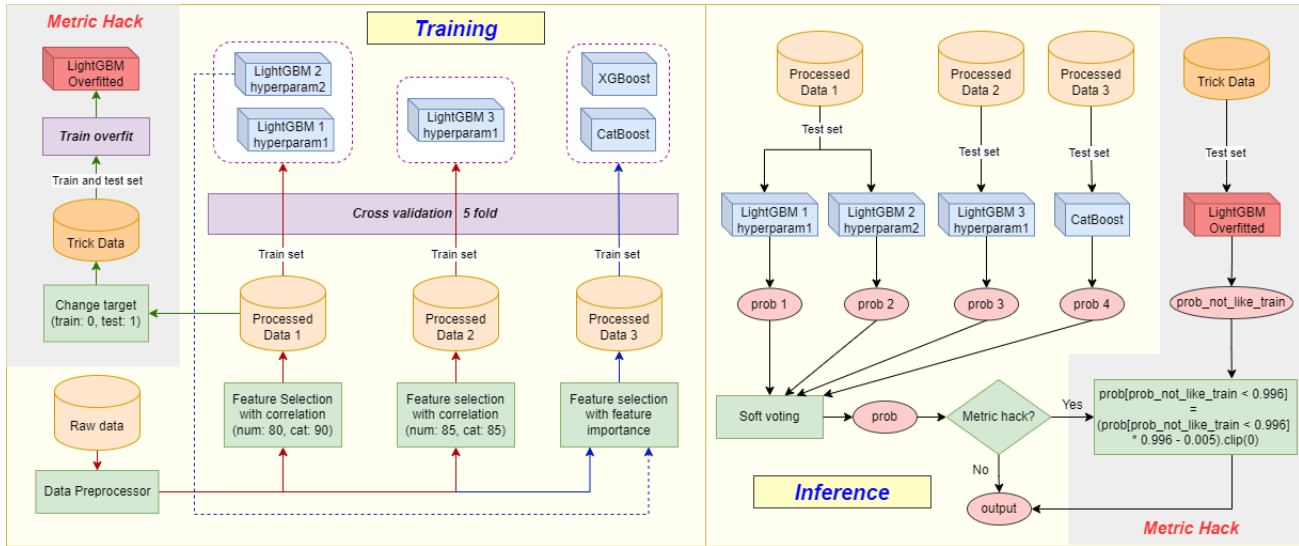 Metric Hack
LightGBM
Overfitted
Train overfit
Train and test set
Trick Data
Change target
(train: 0, test: 1)
Raw data
Data Preprocessor
Training
LightGBM 2
hyperparam2
LightGBM 1
hyperparam1
LightGBM 3
hyperparam1
XGBoost
CatBoost
Cross validation 5 fold
Train set
Train set
Train set
Processed
Data 1
Processed
Data 2
Processed
Data 3
Feature Selection
with correlation
(num: 80, cat: 90)
Feature selection
with correlation
(num: 85, cat: 85)
Feature selection
with feature
importance
Processed
Data 1
Processed
Data 2
Processed
Data 3
Metric Hack
Trick Data
Test set
Test set
Test set
Test set
LightGBM 1
hyperparam1
LightGBM 2
hyperparam2
LightGBM 3
hyperparam1
CatBoost
LightGBM
Overfitted
prob 1
prob 2
prob 3
prob 4
prob_not_like_train
Soft voting
prob
Metric hack?
Yes
prob[prob_not_like_train < 0.996]
=
(prob[prob_not_like_train < 0.996]
* 0.996 - 0.005).clip(0)
No
Inference
output
Metric Hack